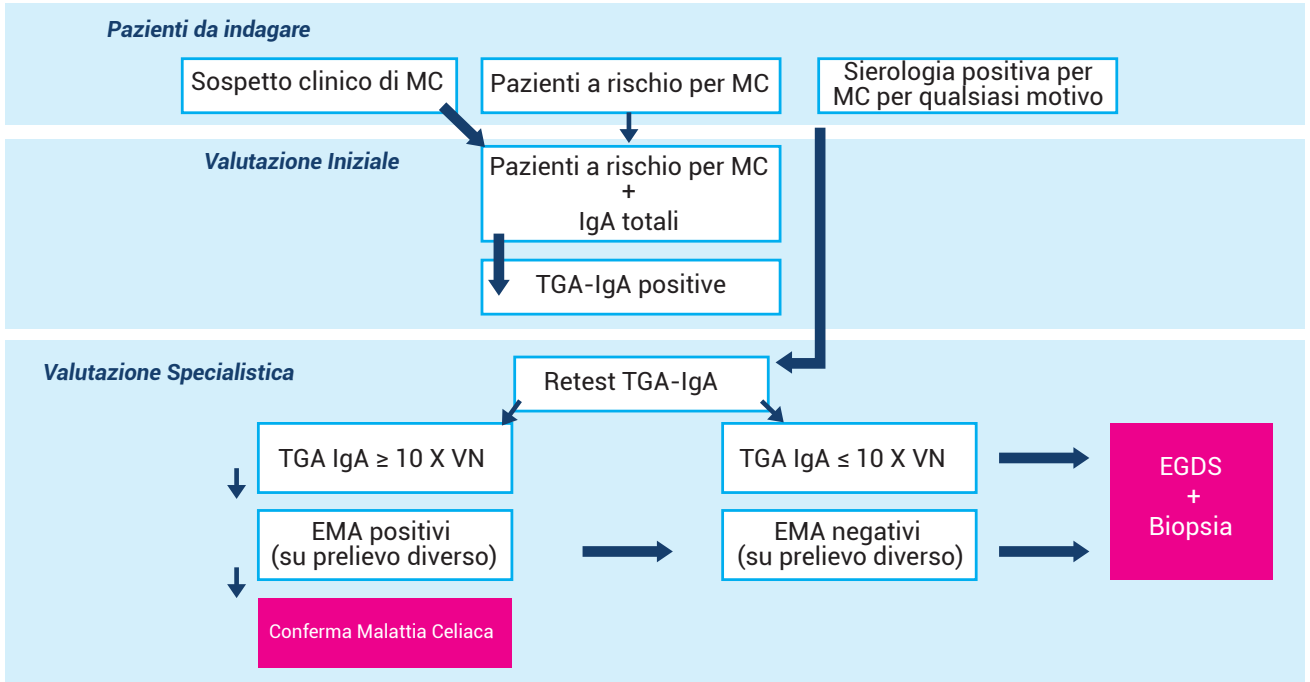 Pazienti da indagare
Sospetto clinico di MC
Pazienti a rischio per MC
Sierologia positiva per
MC per qualsiasi motivo
Valutazione Iniziale
Pazienti a rischio per MC
+
IgA totali
TGA-IgA positive
Valutazione Specialistica
Retest TGA-IgA
TGA IgA ≥ 10 X VN
TGA IgA ≤ 10 X VN
EMA positivi
(su prelievo diverso)
EMA negativi
(su prelievo diverso)
EGDS
+
Biopsia
Conferma Malattia Celiaca